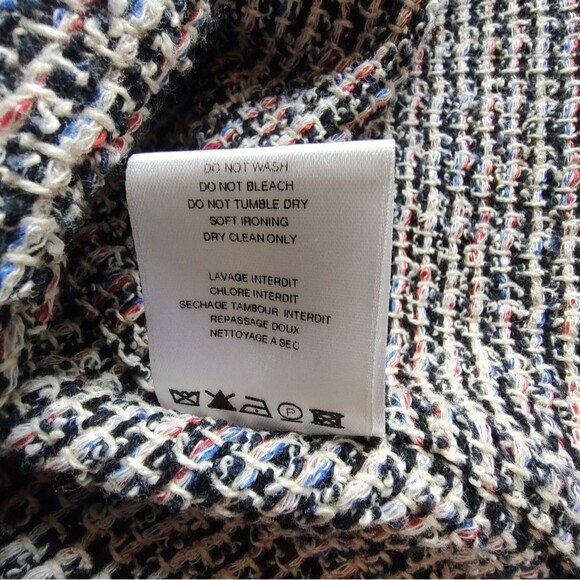 DO NOT WASH
DO NOT BLEACH
DO NOT TUMBLE DRY
SOFT IRONING
DRY CLEAN ONLY
LAVAGE INTERDIT
CHLORE INTERDIT
SECHAGE TAMBOUR INTERDIT
REPASSAGE DOUX
NETTOYAGE A SEC
P